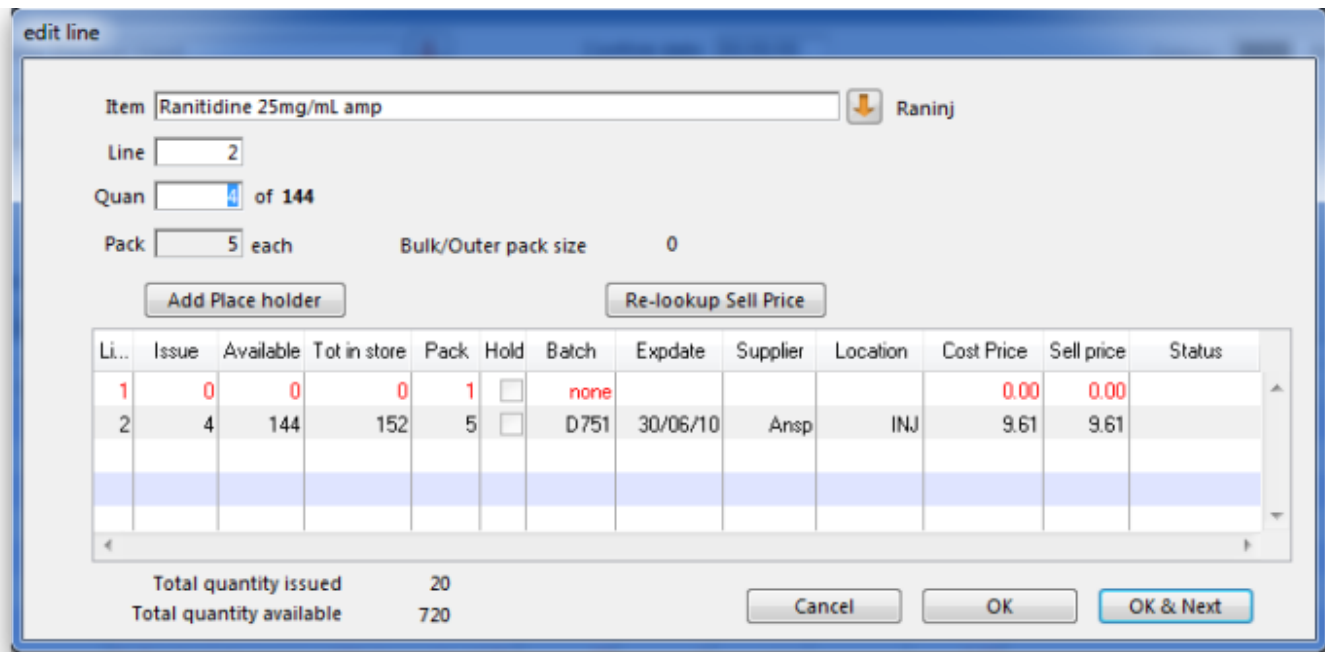 edit line
Item Ranitidine 25mg/mL amp Raninj
Line 2
Quan 4 of 144
Pack 5 each Bulk/Outer pack size 0
Add Place holder Re-lookup Sell Price
Li... Issue Available Tot in store Pack Hold Batch Expdate Supplier Location Cost Price Sell price Status
1 0 0 0 1 none 0.00 0.00
2 4 144 152 5 D751 30/06/10 Ansp INJ 9.61 9.61
Total quantity issued 20
Total quantity available 720
Cancel OK OK & Next